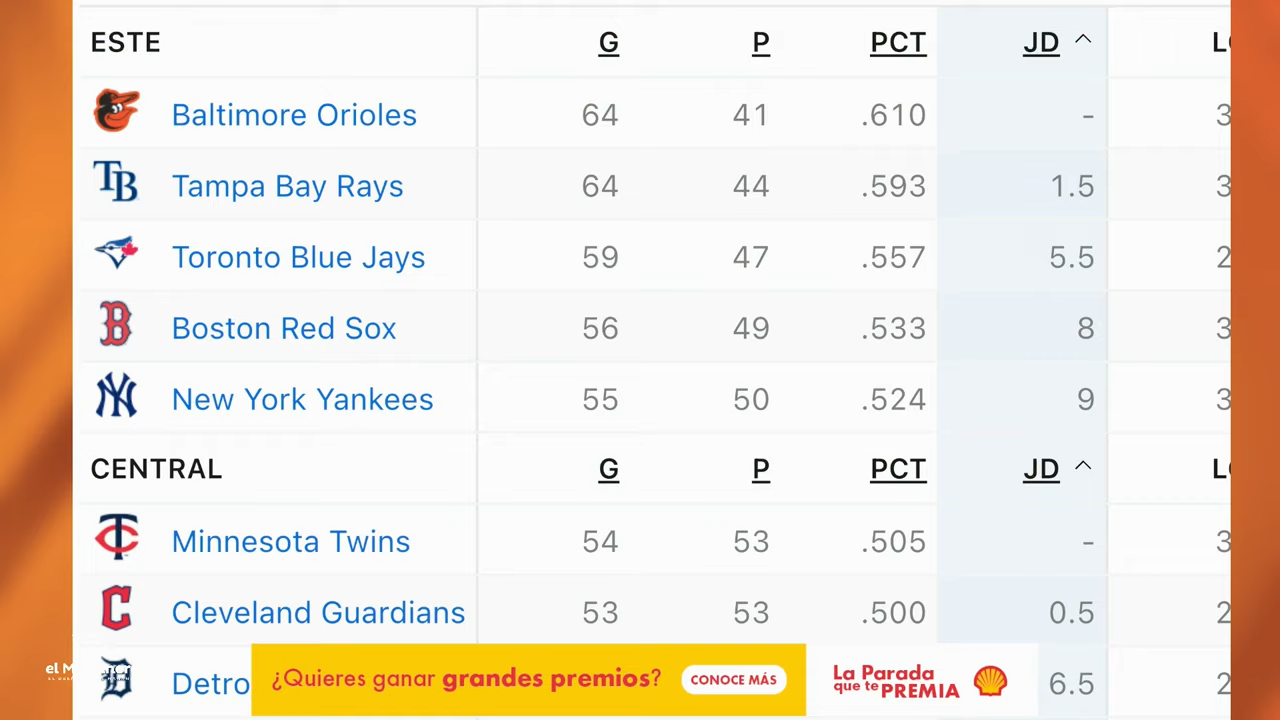 ESTE G P PCT JD
Baltimore Orioles 64 41 .610 -
Tampa Bay Rays 64 44 .593 1.5
Toronto Blue Jays 59 47 .557 5.5
Boston Red Sox 56 49 .533 8
New York Yankees 55 50 .524 9
CENTRAL G P PCT JD
Minnesota Twins 54 53 .505 -
Cleveland Guardians 53 53 .500 0.5
Detro 6.5
¿Quieres ganar grandes premios? CONOCE MÁS
La Parada
que te PREMIA